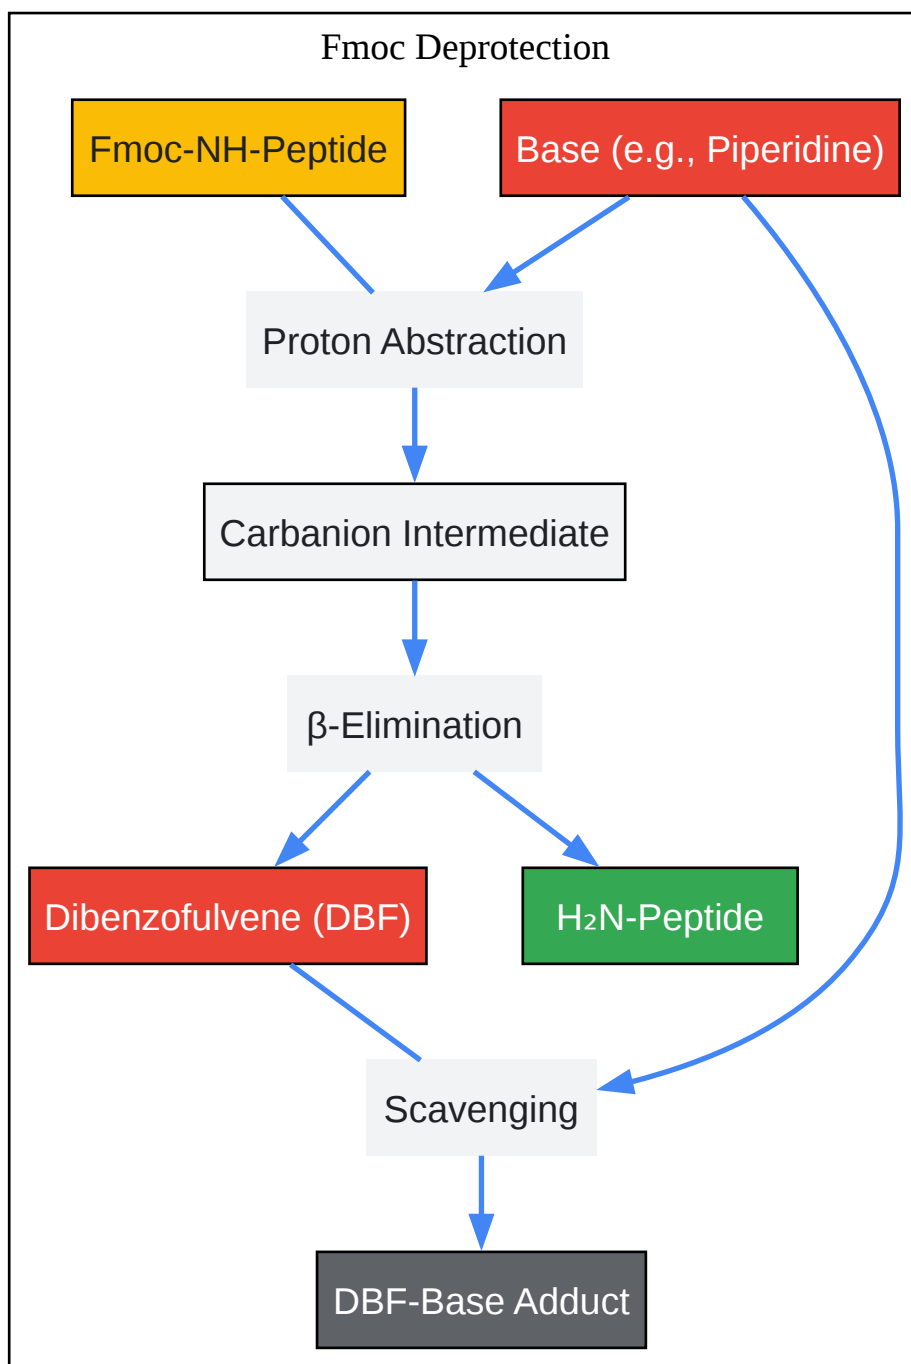 Fmoc Deprotection
Fmoc-NH-Peptide
Base (e.g., Piperidine)
Proton Abstraction
Carbanion Intermediate
β-Elimination
Dibenzofulvene (DBF)
H₂N-Peptide
Scavenging
DBF-Base Adduct